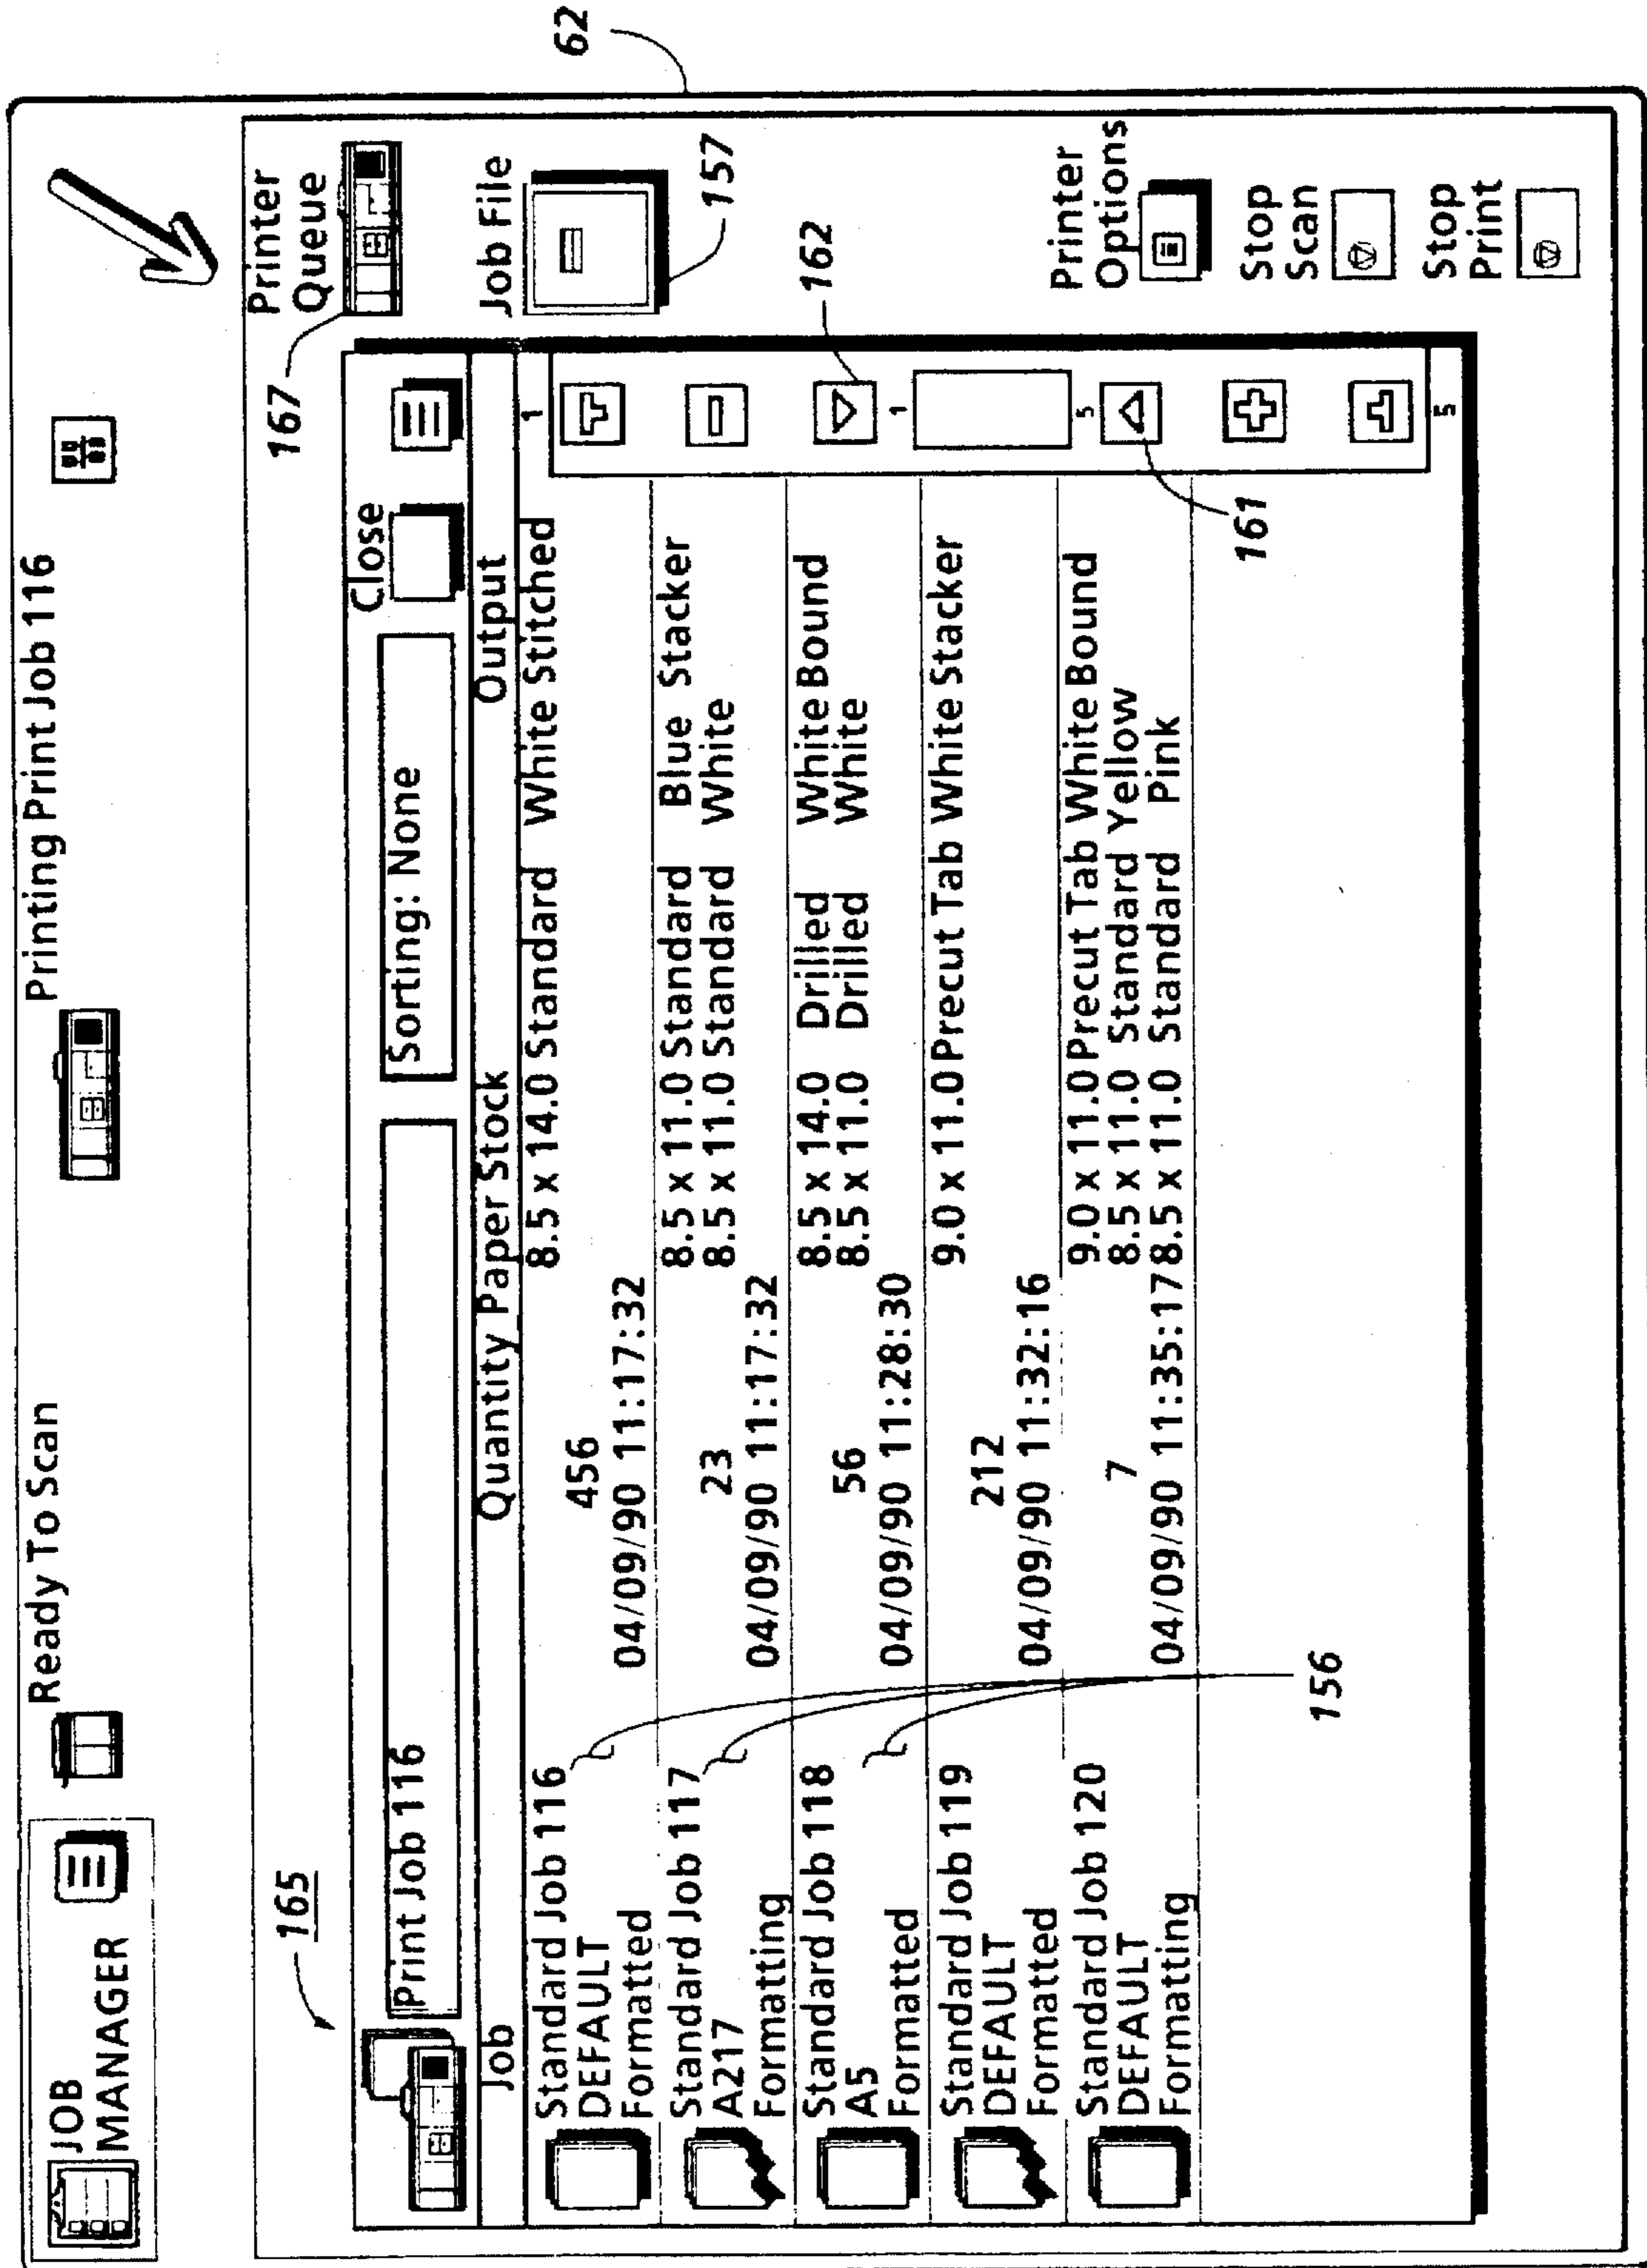 JOB
MANAGER
Ready To Scan
Printing Print Job 116
62
165
Print Job 116
Sorting: None
Close
167
Printer
Queue
Job
Quantity
Paper Stock
Output
Standard Job 116
DEFAULT
Formatted
456
04/09/90 11:17:32
8.5 x 14.0 Standard White Stitched
Standard Job 117
A217
Formatting
23
04/09/90 11:17:32
8.5 x 11.0 Standard Blue Stacker
8.5 x 11.0 Standard White
Standard Job 118
A5
Formatted
56
04/09/90 11:28:30
8.5 x 14.0 Drilled White Bound
8.5 x 11.0 Drilled White
Standard Job 119
DEFAULT
Formatted
212
04/09/90 11:32:16
9.0 x 11.0 Precut Tab White Stacker
Standard Job 120
DEFAULT
Formatting
7
04/09/90 11:35:17
9.0 x 11.0 Precut Tab White Bound
8.5 x 11.0 Standard Yellow
8.5 x 11.0 Standard Pink
1
1
5
5
Job File
157
162
161
156
Printer
Options
Stop
Scan
Stop
Print